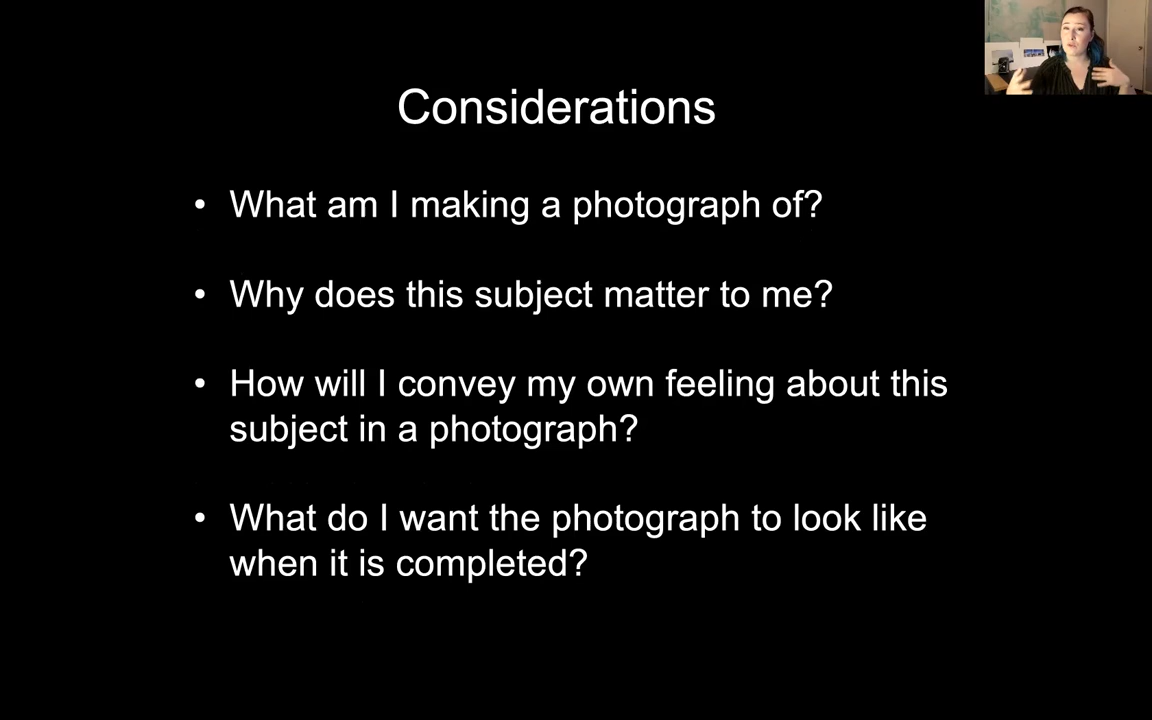 Considerations
• What am I making a photograph of?
• Why does this subject matter to me?
• How will I convey my own feeling about this
subject in a photograph?
• What do I want the photograph to look like
when it is completed?